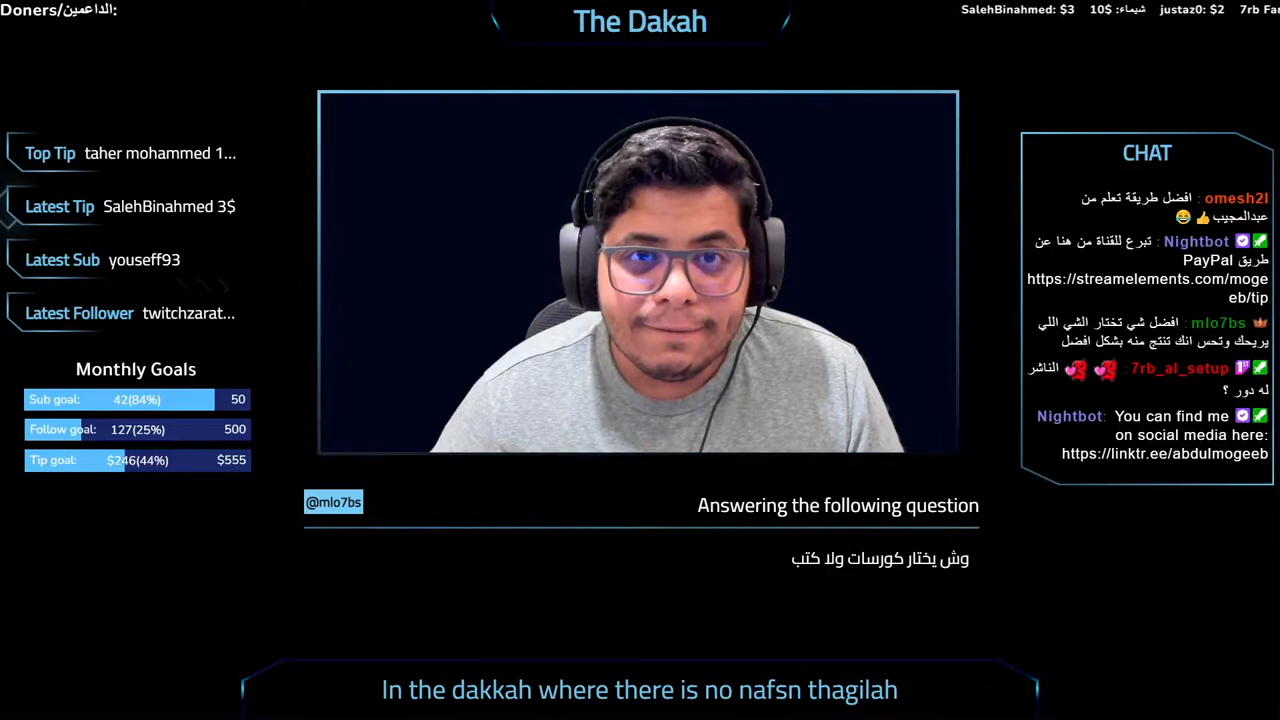 Doners/الداعمين:
The Dakah
SalehBinahmed: $3 شيماء: 10$ justaz0: $2 7rb
Top Tip taher mohammed 1...
Latest Tip SalehBinahmed 3$
Latest Sub youseff93
Latest Follower twitchzarat...
Monthly Goals
Sub goal: 42(84%) 50
Follow goal: 127(25%) 500
Tip goal: $246(44%) $555
CHAT
omesh2l : افضل طريقة تعلم من
عبدالمجيب👍😂
Nightbot : تبرع للقناة من هنا عن
طريق PayPal
https://streamelements.com/moge
eb/tip
mlo7bs : افضل شي تختار الشي اللي
يريحك وتحس انك تنتج منه بشكل افضل
7rb_al_setup : الناشر
له دور ؟
Nightbot: You can find me
on social media here:
https://linktr.ee/abdulmogeeb
@mlo7bs
Answering the following question
وش يختار كورسات ولا كتب
In the dakkah where there is no nafsn thagilah